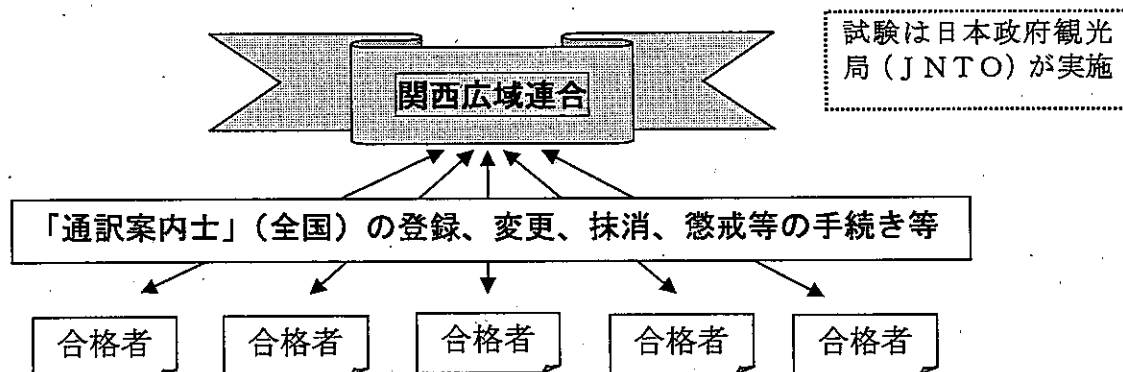 関西広域連合
試験は日本政府観光
局(JNTO)が実施
「通訳案内士」(全国)の登録、変更、抹消、懲戒等の手続き等
合格者
合格者
合格者
合格者
合格者